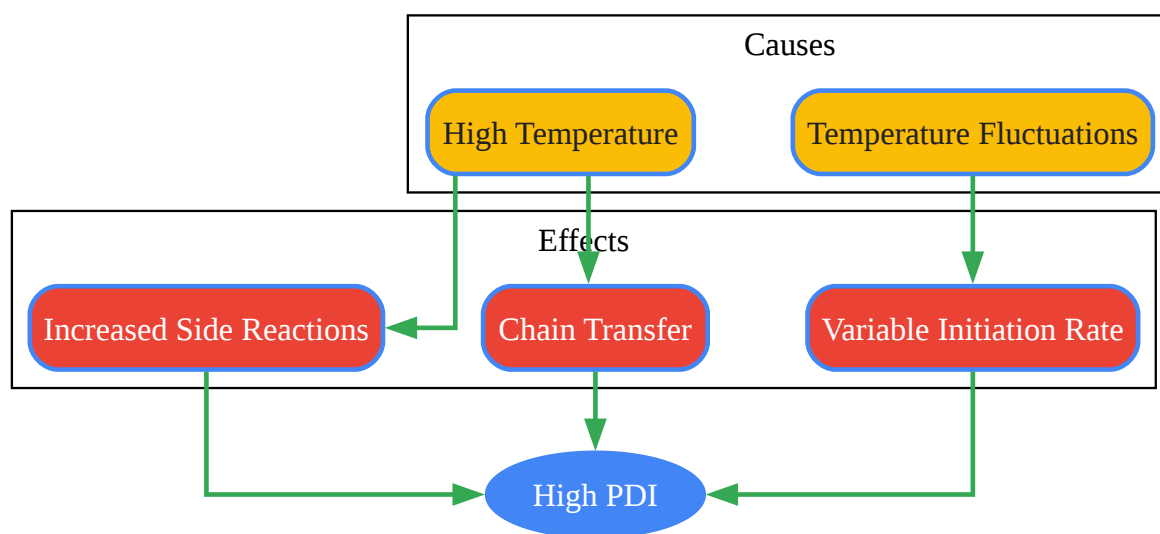 Causes
High Temperature
Temperature Fluctuations
Effects
Increased Side Reactions
Chain Transfer
Variable Initiation Rate
High PDI